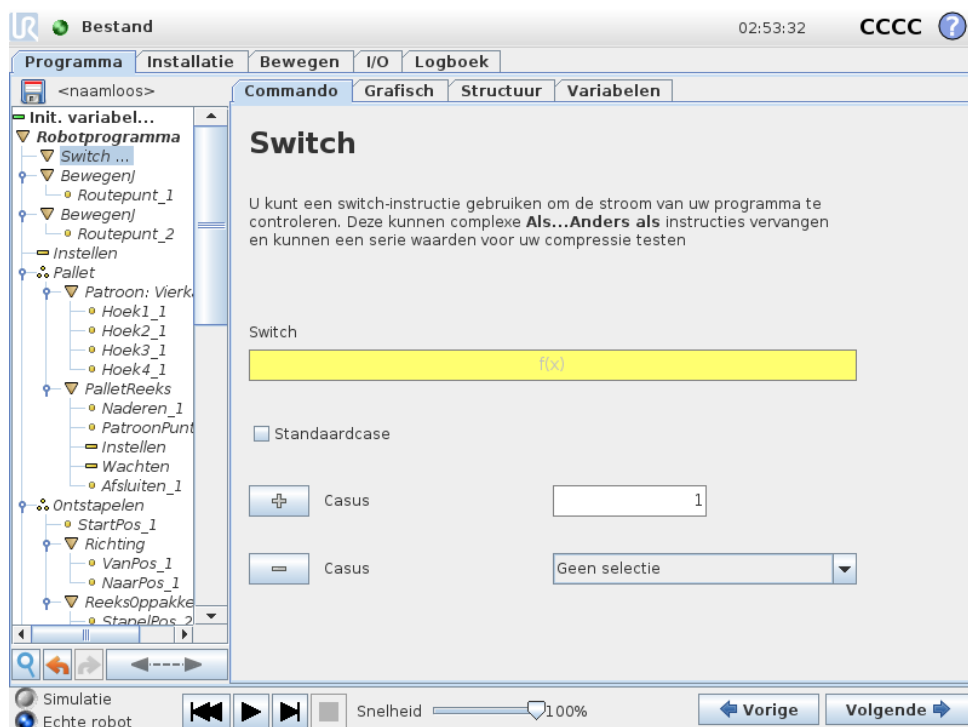 Bestand
02:53:32
CCCC
?
Programma
Installatie
Bewegen
I/O
Logboek
<naamloos>
Commando
Grafisch
Structuur
Variabelen
Init. variabel...
Robotprogramma
Switch ...
BewegenJ
Routepunt_1
BewegenJ
Routepunt_2
Instellen
Pallet
Patroon: Vierk
Hoek1_1
Hoek2_1
Hoek3_1
Hoek4_1
PalletReeks
Naderen_1
PatroonPunt
Instellen
Wachten
Afsluiten_1
Ontstapelen
StartPos_1
Richting
VanPos_1
NaarPos_1
ReeksOppakke
StapelPos_2
Switch
U kunt een switch-instructie gebruiken om de stroom van uw programma te
controleren. Deze kunnen complexe Als...Anders als instructies vervangen
en kunnen een serie waarden voor uw compressie testen
Switch
f(x)
Standaardcase
Casus
1
Casus
Geen selectie
Simulatie
Echte robot
Snelheid
100%
Vorige
Volgende